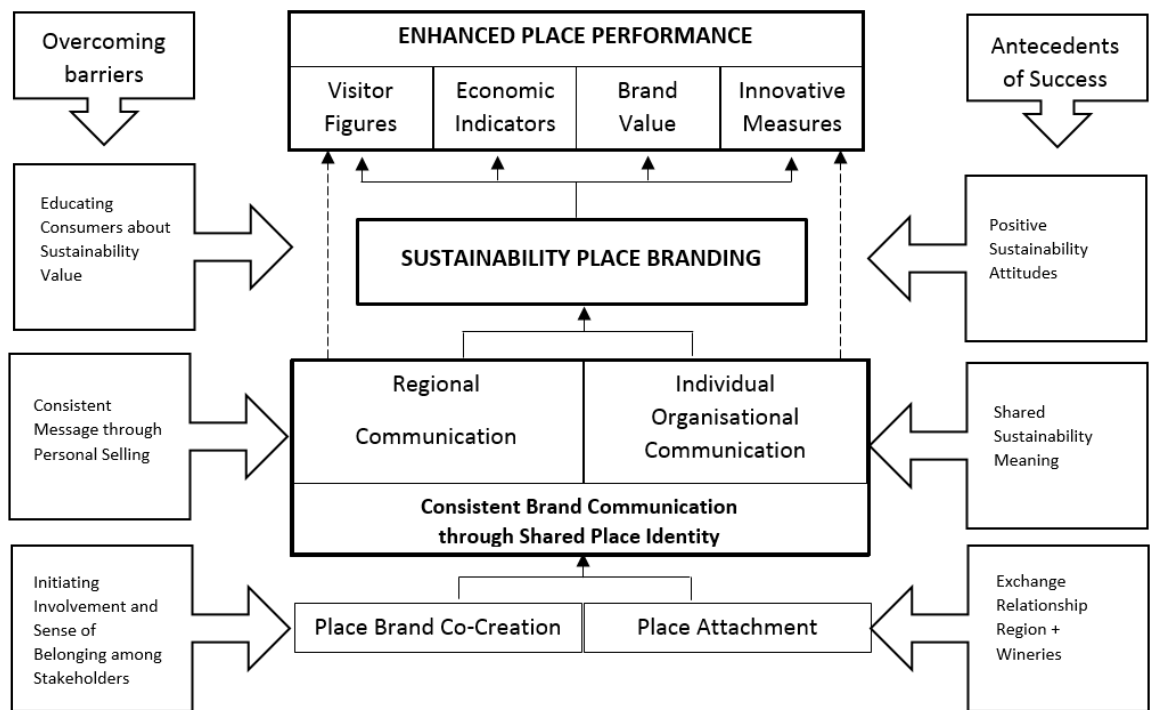 Overcoming
barriers
ENHANCED PLACE PERFORMANCE
Visitor
Figures
Economic
Indicators
Brand
Value
Innovative
Measures
Antecedents
of Success
Educating
Consumers about
Sustainability
Value
SUSTAINABILITY PLACE BRANDING
Positive
Sustainability
Attitudes
Consistent
Message through
Personal Selling
Regional
Communication
Individual
Organisational
Communication
Consistent Brand Communication
through Shared Place Identity
Shared
Sustainability
Meaning
Initiating
Involvement and
Sense of
Belonging among
Stakeholders
Place Brand Co-Creation
Place Attachment
Exchange
Relationship
Region +
Wineries